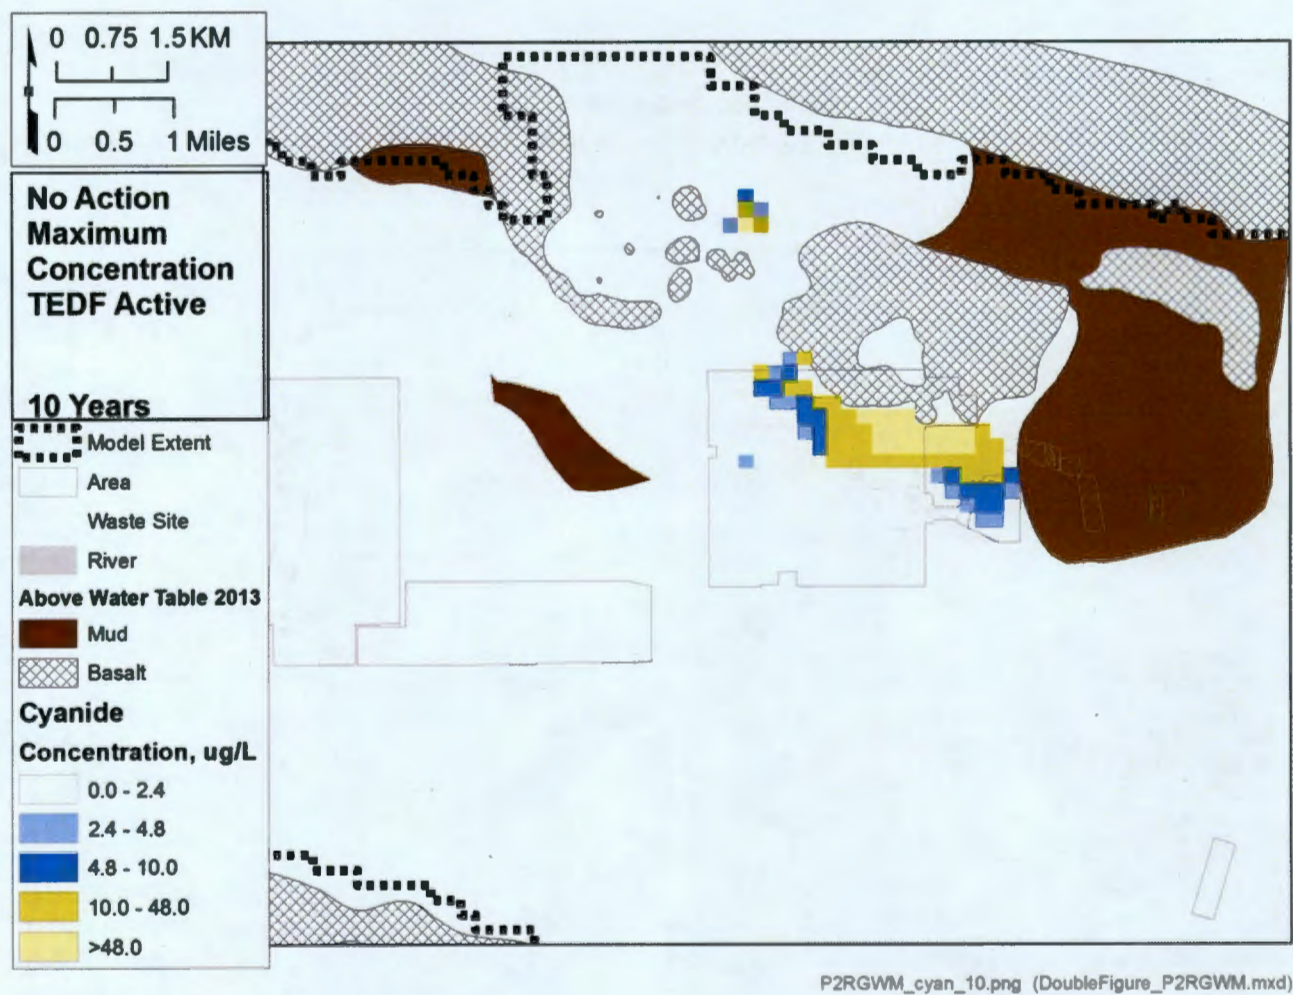 0 0.75 1.5 KM
0 0.5 1 Miles
No Action
Maximum
Concentration
TEDF Active
10 Years
Model Extent
Area
Waste Site
River
Above Water Table 2013
Mud
Basalt
Cyanide
Concentration, ug/L
0.0 - 2.4
2.4 - 4.8
4.8 - 10.0
10.0 - 48.0
>48.0
P2RGWM_cyan_10.png (DoubleFigure_P2RGWM.mxd)